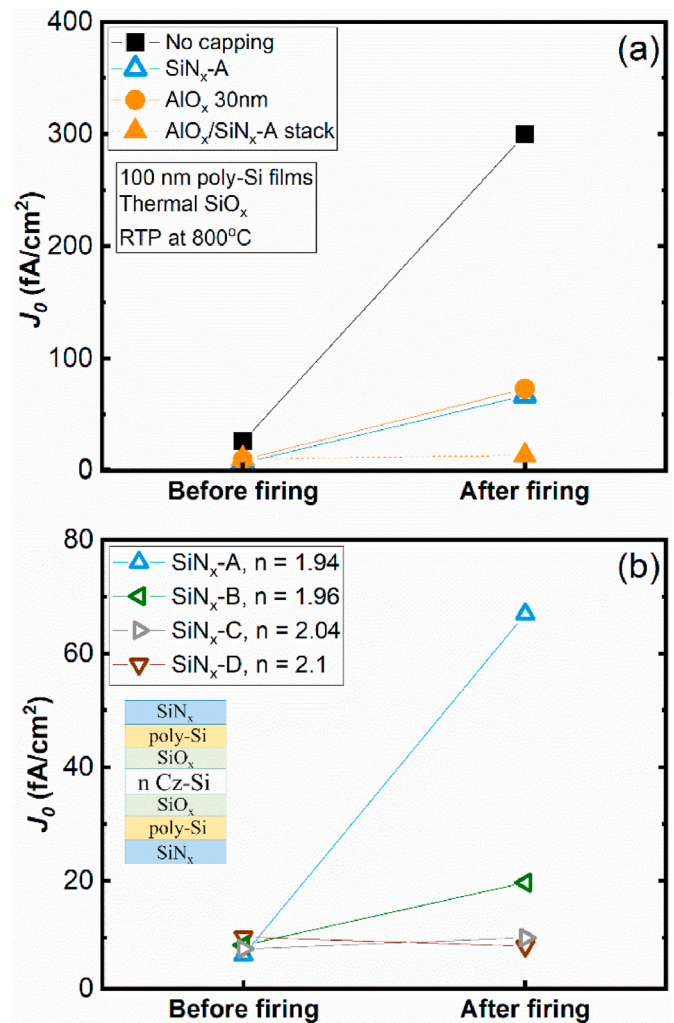 400
300
200
100
0
J₀ (fA/cm²)
(a)
No capping
SiNₓ-A
AlOₓ 30nm
AlOₓ/SiNₓ-A stack
100 nm poly-Si films
Thermal SiOₓ
RTP at 800°C
Before firing
After firing
80
60
40
20
0
J₀ (fA/cm²)
(b)
SiNₓ-A, n = 1.94
SiNₓ-B, n = 1.96
SiNₓ-C, n = 2.04
SiNₓ-D, n = 2.1
SiNₓ
poly-Si
SiOₓ
n Cz-Si
SiOₓ
poly-Si
SiNₓ
Before firing
After firing